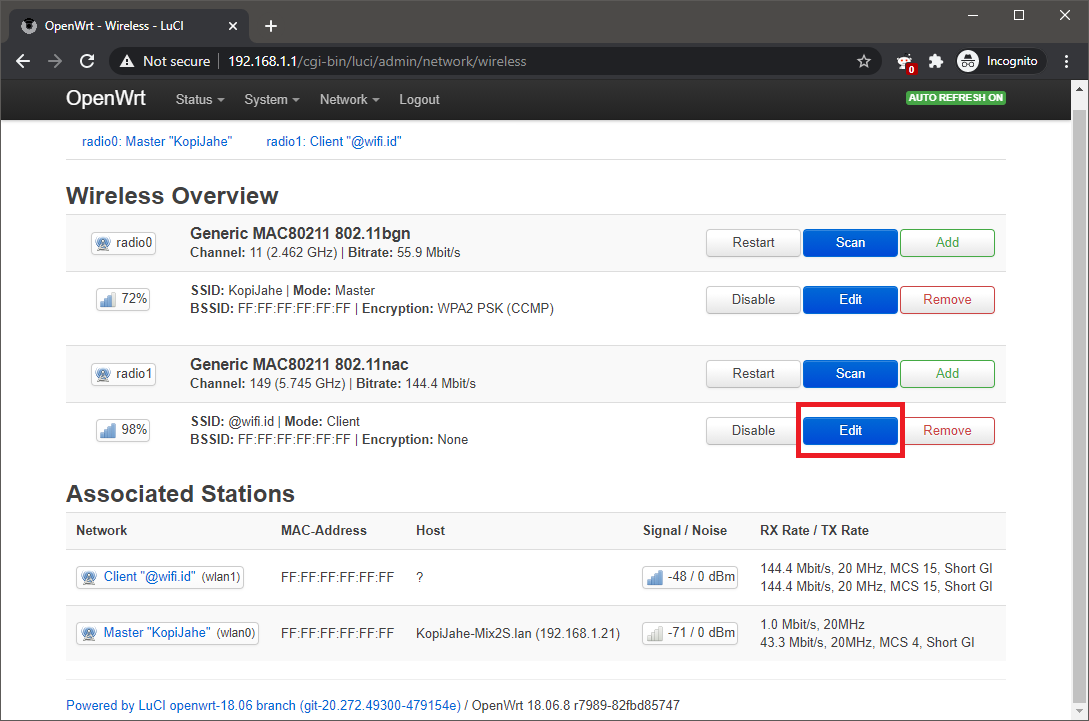 OpenWrt - Wireless - LuCI
Not secure | 192.168.1.1/cgi-bin/luci/admin/network/wireless
0
Incognito
OpenWrt Status System Network Logout AUTO REFRESH ON
radio0: Master "KopiJahe" radio1: Client "@wifi.id"
Wireless Overview
radio0
Generic MAC80211 802.11bgn
Channel: 11 (2.462 GHz) | Bitrate: 55.9 Mbit/s
Restart Scan Add
72%
SSID: KopiJahe | Mode: Master
BSSID: FF:FF:FF:FF:FF:FF | Encryption: WPA2 PSK (CCMP)
Disable Edit Remove
radio1
Generic MAC80211 802.11nac
Channel: 149 (5.745 GHz) | Bitrate: 144.4 Mbit/s
Restart Scan Add
98%
SSID: @wifi.id | Mode: Client
BSSID: FF:FF:FF:FF:FF:FF | Encryption: None
Disable Edit Remove
Associated Stations
Network MAC-Address Host Signal / Noise RX Rate / TX Rate
Client "@wifi.id" (wlan1) FF:FF:FF:FF:FF:FF ? -48 / 0 dBm
144.4 Mbit/s, 20 MHz, MCS 15, Short GI
144.4 Mbit/s, 20 MHz, MCS 15, Short GI
Master "KopiJahe" (wlan0) FF:FF:FF:FF:FF:FF KopiJahe-Mix2S.lan (192.168.1.21) -71 / 0 dBm
1.0 Mbit/s, 20MHz
43.3 Mbit/s, 20MHz, MCS 4, Short GI
Powered by LuCI openwrt-18.06 branch (git-20.272.49300-479154e) / OpenWrt 18.06.8 r7989-82fbd85747